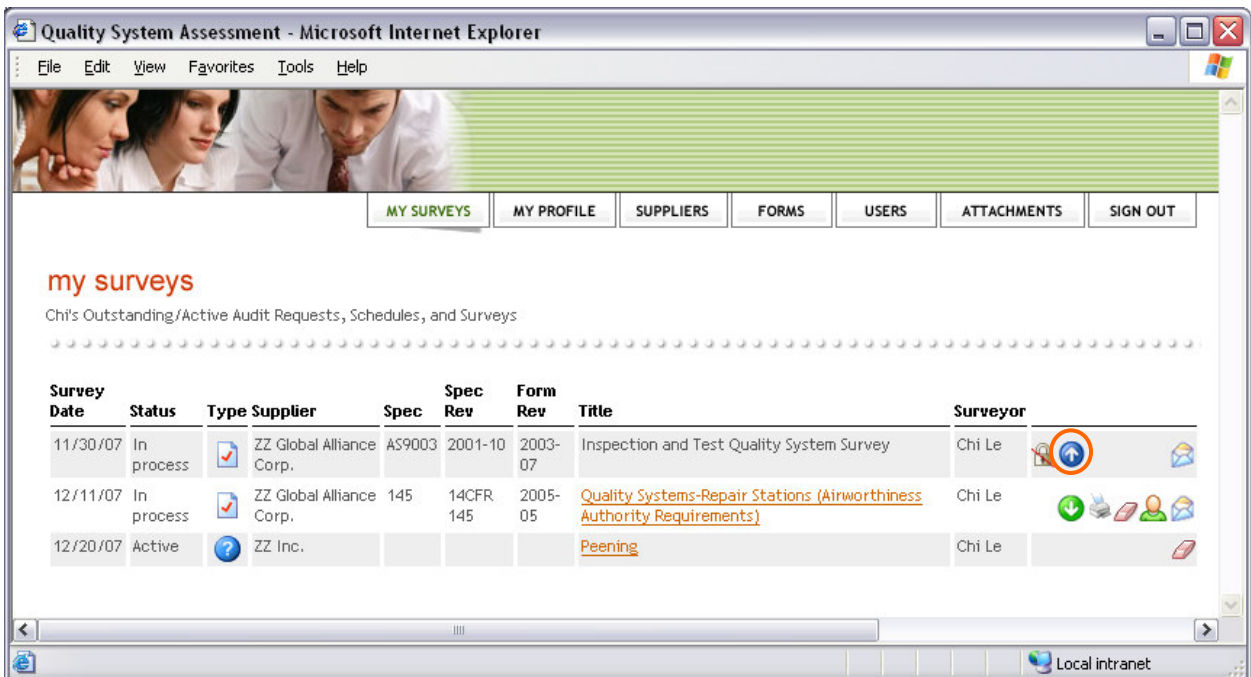 Quality System Assessment - Microsoft Internet Explorer
File Edit View Favorites Tools Help
MY SURVEYS MY PROFILE SUPPLIERS FORMS USERS ATTACHMENTS SIGN OUT
my surveys
Chi's Outstanding/Active Audit Requests, Schedules, and Surveys
Survey Spec Form
Date Status Type Supplier Spec Rev Rev Title Surveyor
11/30/07 In ZZ Global Alliance AS9003 2001-10 2003- Inspection and Test Quality System Survey Chi Le
process Corp. 07
12/11/07 In ZZ Global Alliance 145 14CFR 2005- Quality Systems-Repair Stations (Airworthiness Chi Le
process Corp. 145 05 Authority Requirements)
12/20/07 Active ZZ Inc. Peening Chi Le
Local intranet